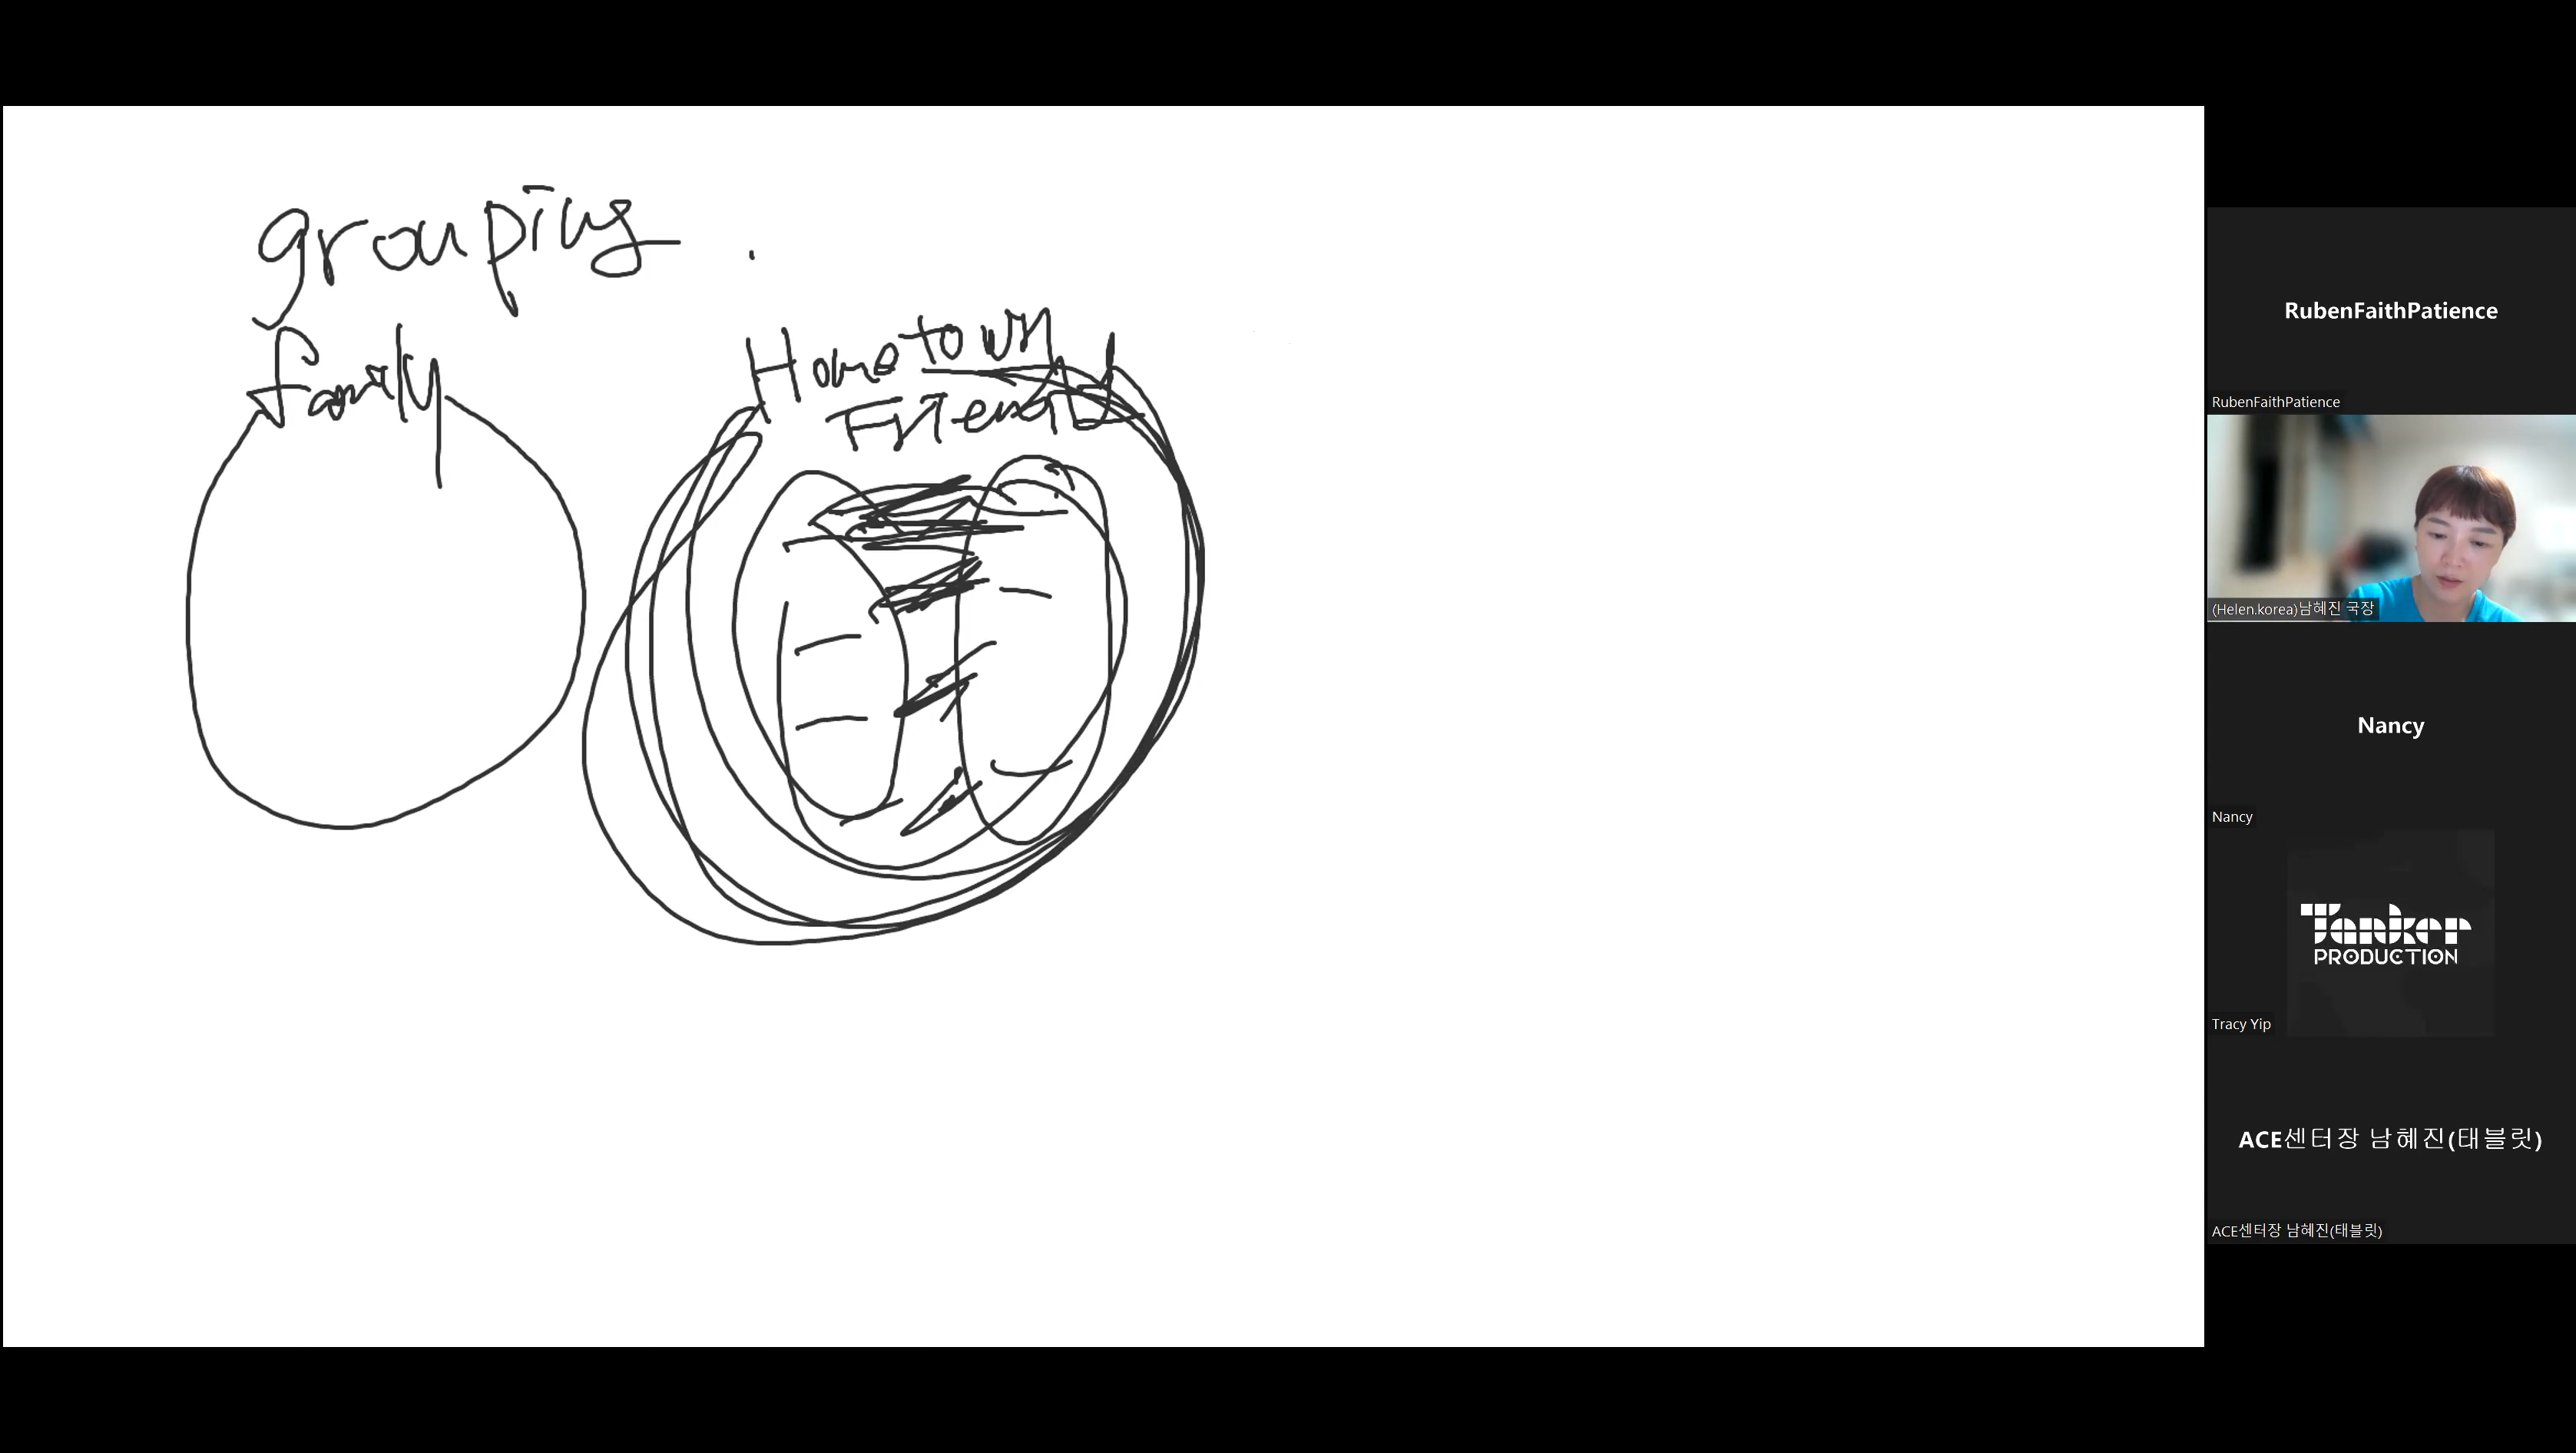 grouping
family
Hometown
Friend
RubenFaithPatience
RubenFaithPatience
(Helen.korea)남혜진 국장
Nancy
Nancy
Tanker
PRODUCTION
Tracy Yip
ACE센터장 남혜진(태블릿)
ACE센터장 남혜진(태블릿)